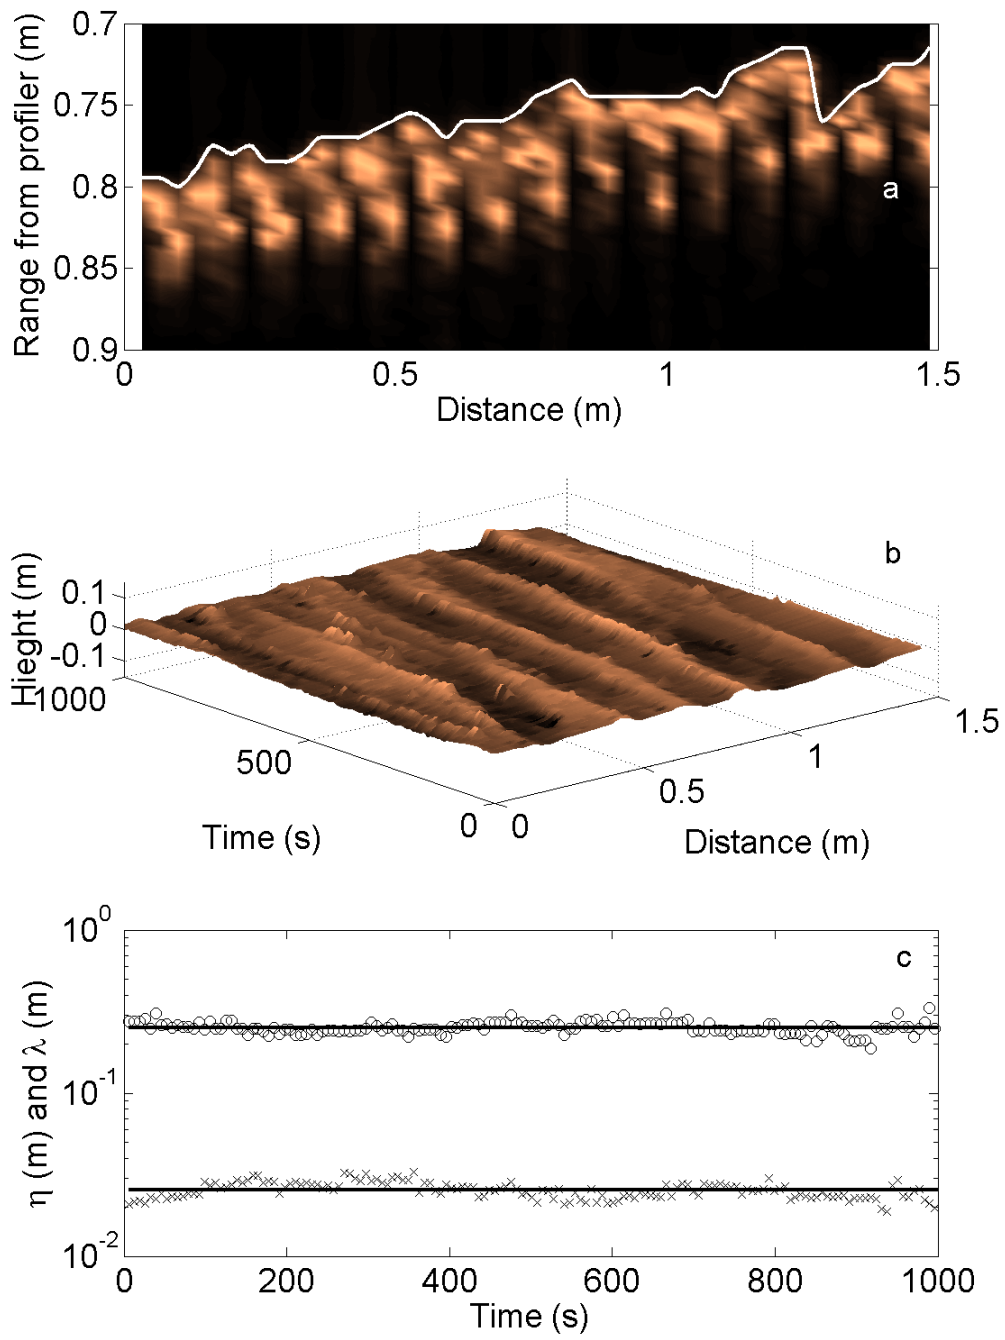 0.7
0.75
0.8
0.85
0.9
Range from profiler (m)
a
0
0.5
1
1.5
Distance (m)
b
Hieght (m)
0.1
0
-0.1
1000
500
0
Time (s)
0
0.5
1
1.5
Distance (m)
c
η (m) and λ (m)
10^0
10^-1
10^-2
0
200
400
600
800
1000
Time (s)